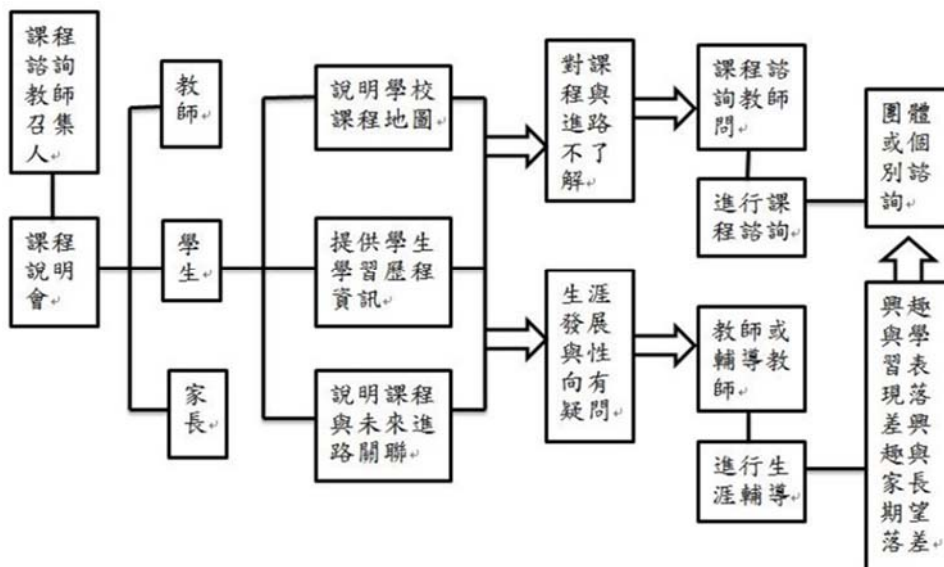 課程
諮詢
教師
召集
人
課程
說明
會
教
師
學
生
家
長
說明學校
課程地圖
提供學生
學習歷程
資訊
說明課程
與未來進
路關聯
對課
程與
進路
不了
解
生涯
發展
與性
向有
疑問
課程諮
詢教師
問
進行課
程諮詢
教師或
輔導教
師
進行生
涯輔導
團體
或個
別諮
詢
興趣
與學
習表
現落
差興
趣與
家長
期望
落差